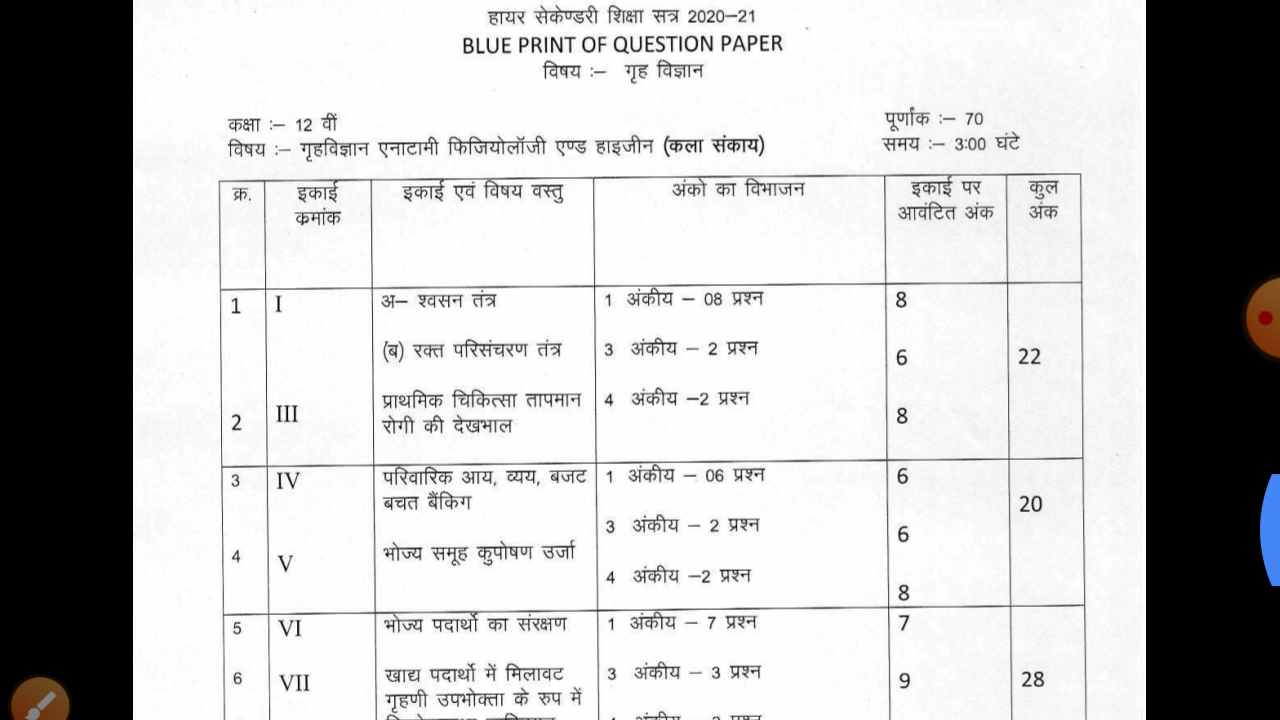 हायर सेकेण्डरी शिक्षा सत्र 2020–21
BLUE PRINT OF QUESTION PAPER
विषय :– गृह विज्ञान
कक्षा :– 12 वीं
पूर्णांक :– 70
विषय :– गृहविज्ञान एनाटामी फिजियोलॉजी एण्ड हाइजीन (कला संकाय)
समय :– 3:00 घंटे
क्र. इकाई इकाई एवं विषय वस्तु अंको का विभाजन इकाई पर कुल
कमांक आवंटित अंक अंक
1 I अ– श्वसन तंत्र 1 अंकीय – 08 प्रश्न 8
(ब) रक्त परिसंचरण तंत्र 3 अंकीय – 2 प्रश्न 6 22
2 III प्राथमिक चिकित्सा तापमान 4 अंकीय –2 प्रश्न 8
रोगी की देखभाल
3 IV परिवारिक आय, व्यय, बजट 1 अंकीय – 06 प्रश्न 6
बचत बैंकिग 20
3 अंकीय – 2 प्रश्न 6
4 V भोज्य समूह कुपोषण उर्जा
4 अंकीय –2 प्रश्न 8
5 VI भोज्य पदार्थो का संरक्षण 1 अंकीय – 7 प्रश्न 7
6 VII खाद्य पदार्थो में मिलावट 3 अंकीय – 3 प्रश्न 9 28
गृहणी उपभोक्ता के रुप में